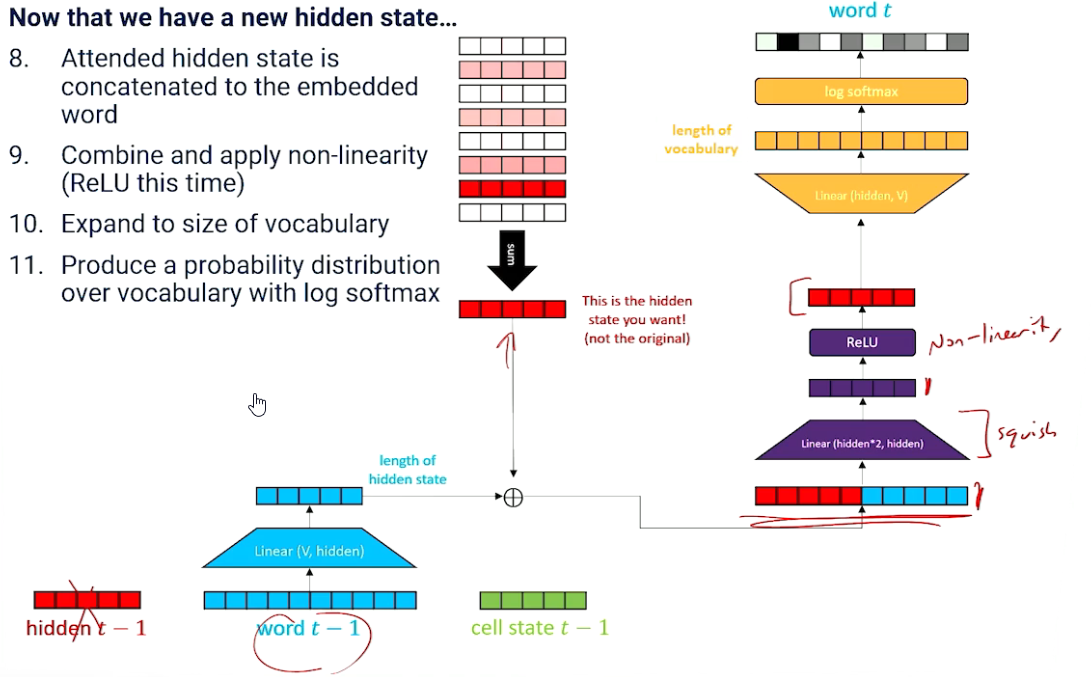 Now that we have a new hidden state...
8. Attended hidden state is
concatenated to the embedded
word
9. Combine and apply non-linearity
(ReLU this time)
10. Expand to size of vocabulary
11. Produce a probability distribution
over vocabulary with log softmax
sum
This is the hidden
state you want!
(not the original)
length of
hidden state
Linear (V, hidden)
hidden t − 1
word t − 1
cell state t − 1
word t
log softmax
length of
vocabulary
Linear (hidden, V)
ReLU
Non-linearity
Linear (hidden*2, hidden)
squish